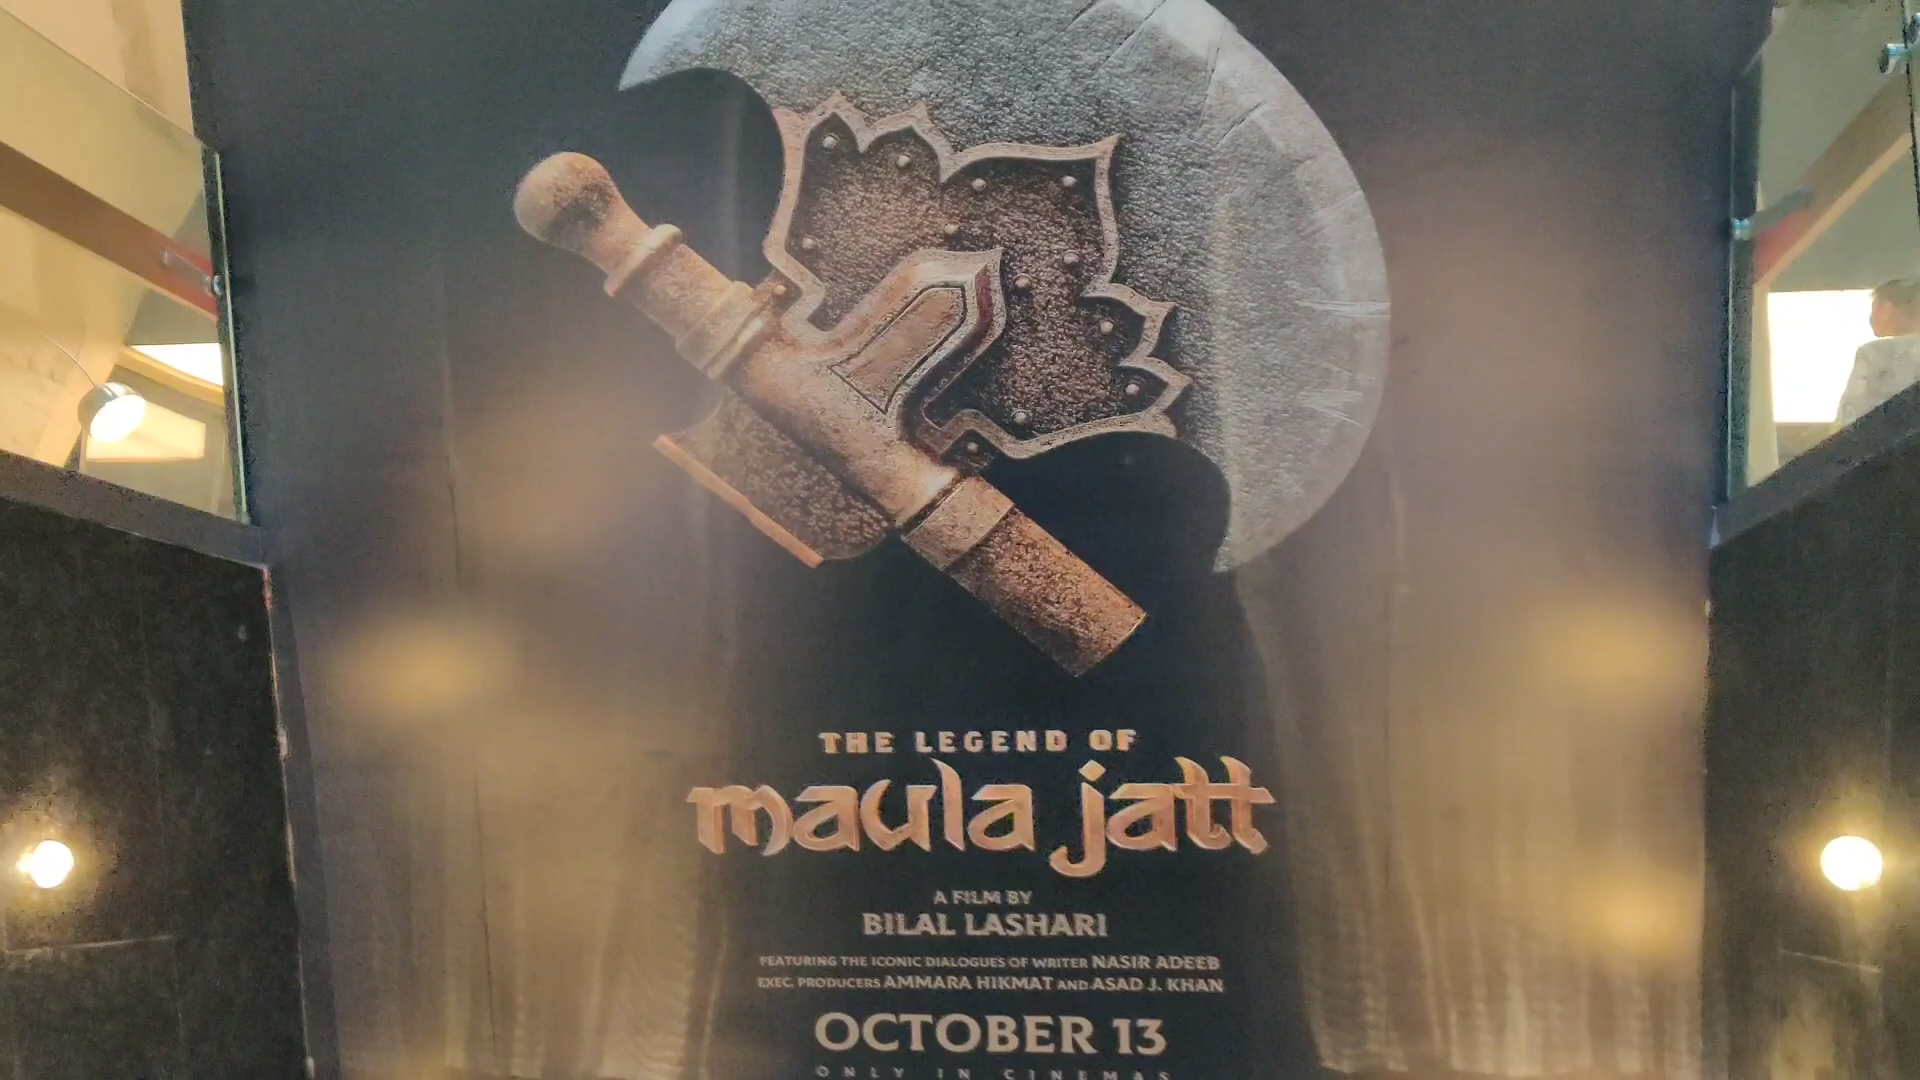 THE LEGEND OF
maula jatt
A FILM BY
BILAL LASHARI
FEATURING THE ICONIC DIALOGUES OF WRITER NASIR ADEEB
EXEC. PRODUCERS AMMARA HIKMAT AND ASAD J. KHAN
OCTOBER 13
ONLY IN CINEMAS